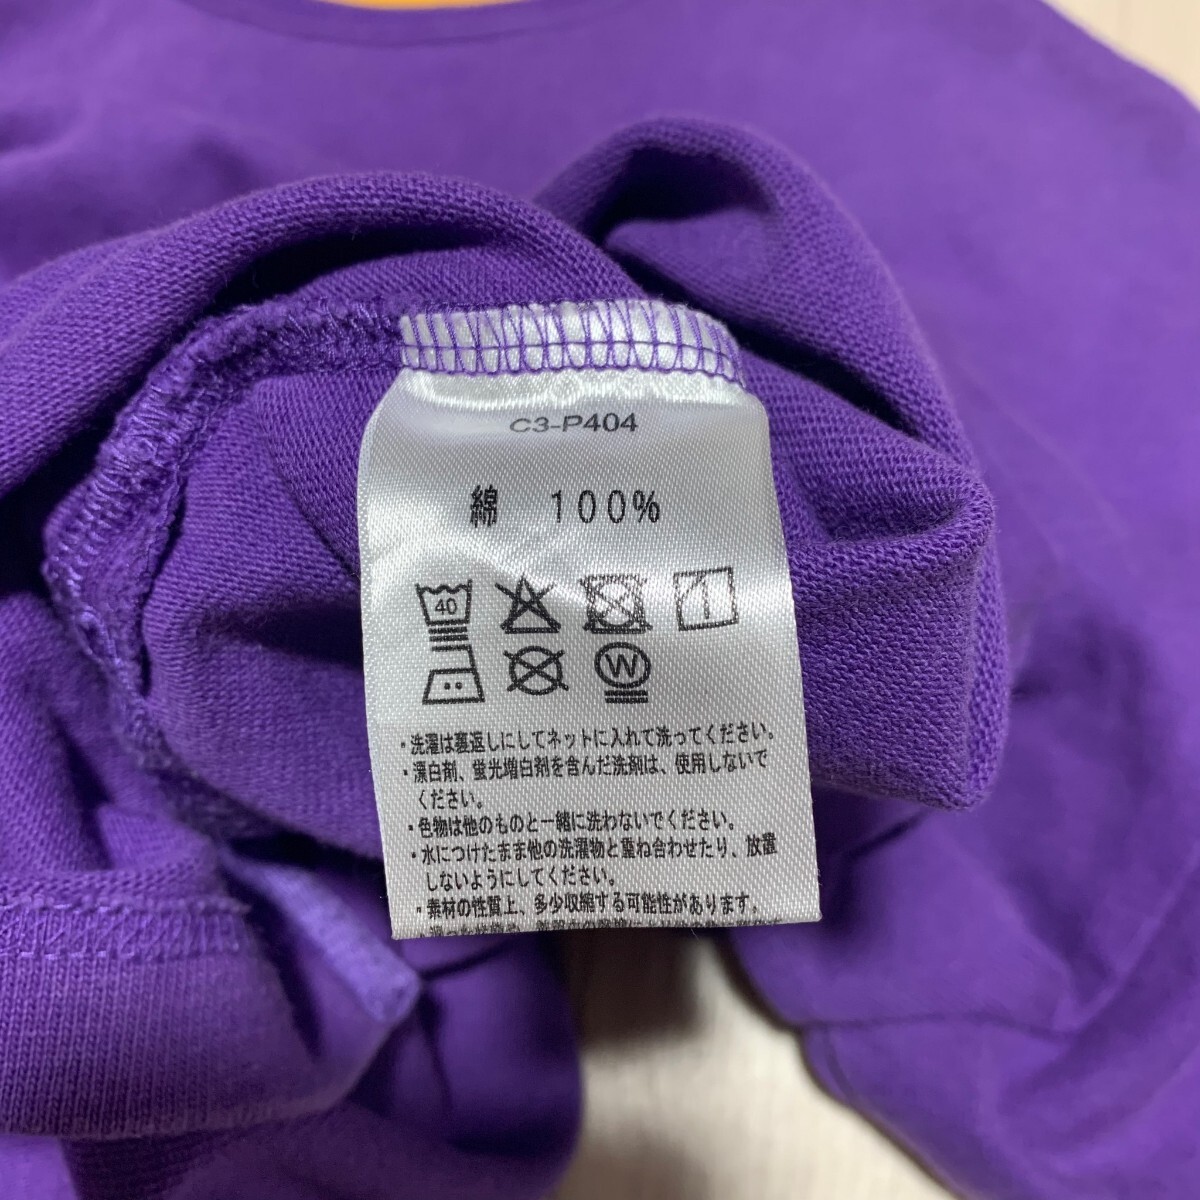 C3-P404
綿 100%
40
W
・洗濯は裏返しにしてネットに入れて洗ってください。
・漂白剤、蛍光増白剤を含んだ洗剤は、使用しないで
ください。
・色物は他のものと一緒に洗わないでください。
・水につけたまま他の洗濯物と重ね合わせたり、放置
しないようにしてください。
・素材の性質上、多少収縮する可能性があります。